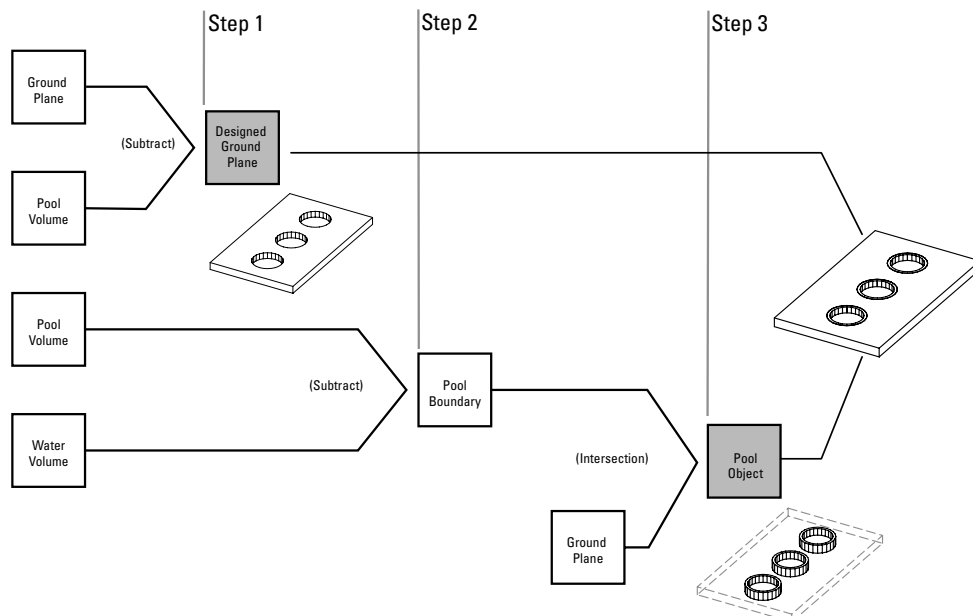 Step 1
Step 2
Step 3
Ground
Plane
(Subtract)
Designed
Ground
Plane
Pool
Volume
Pool
Volume
(Subtract)
Pool
Boundary
Water
Volume
(Intersection)
Pool
Object
Ground
Plane